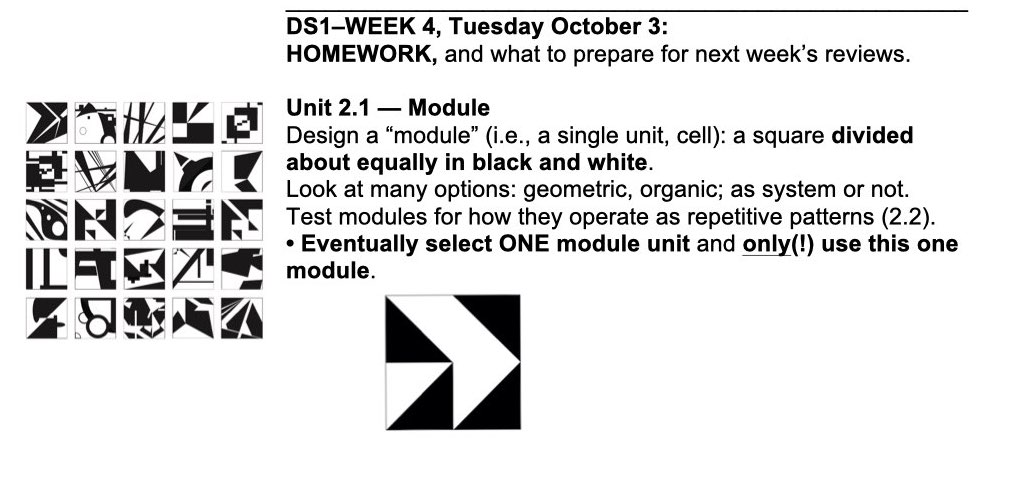 DS1–WEEK 4, Tuesday October 3:
HOMEWORK, and what to prepare for next week’s reviews.
Unit 2.1 — Module
Design a “module” (i.e., a single unit, cell): a square divided
about equally in black and white.
Look at many options: geometric, organic; as system or not.
Test modules for how they operate as repetitive patterns (2.2).
• Eventually select ONE module unit and only(!) use this one
module.